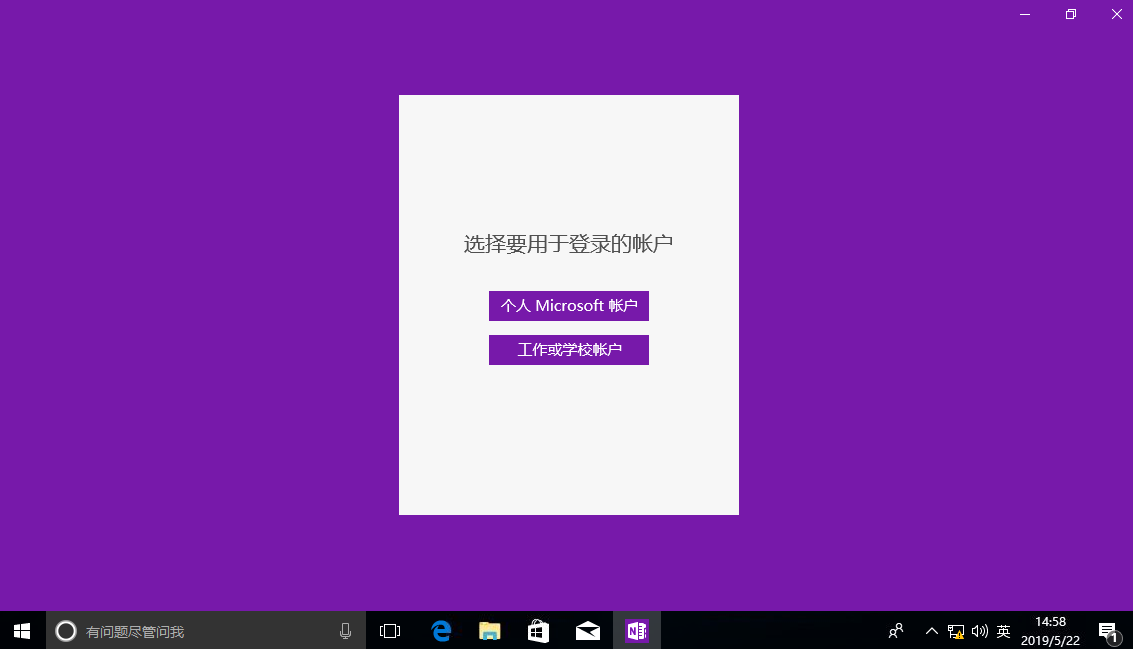 选择要用于登录的帐户
个人 Microsoft 帐户
工作或学校帐户
有问题尽管问我
英
14:58
2019/5/22
1